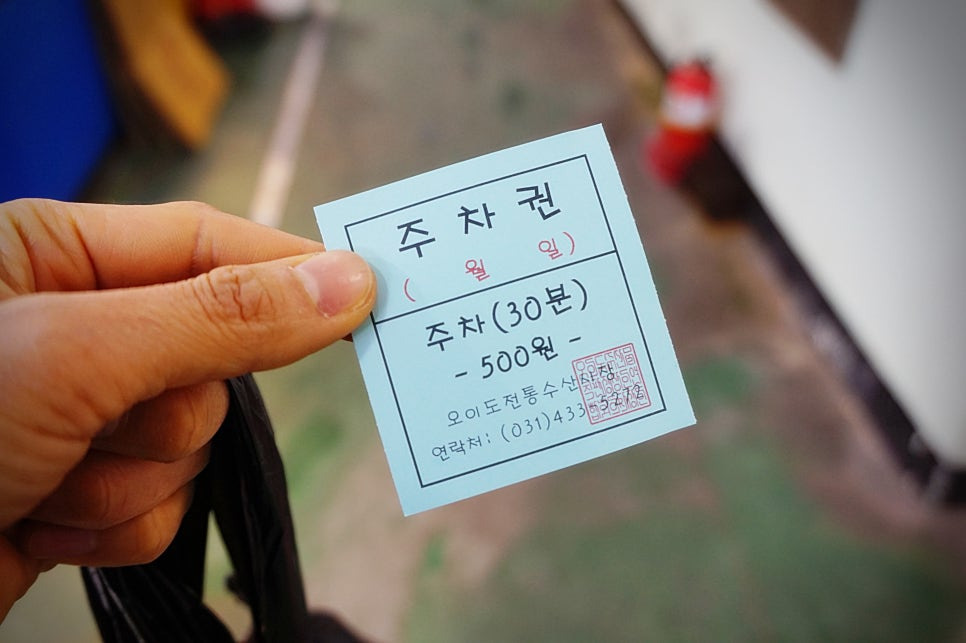 주차권
( 월 일)
주차(30분)
- 500원 -
오이도전통수산시장
연락처: (031)433-5272